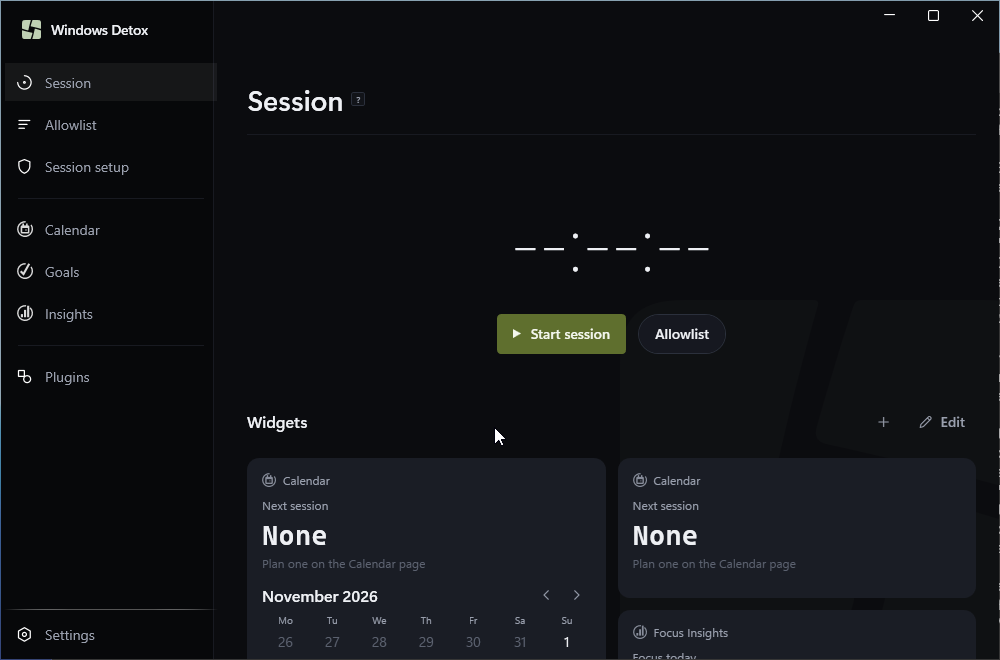 Windows Detox
Session
Allowlist
Session setup
Calendar
Goals
Insights
Plugins
Settings
Session ?
--:--:--
Start session
Allowlist
Widgets
+ Edit
Calendar
Next session
None
Plan one on the Calendar page
November 2026
Mo Tu We Th Fr Sa Su
26 27 28 29 30 31 1
Calendar
Next session
None
Plan one on the Calendar page
Focus Insights
Focus today